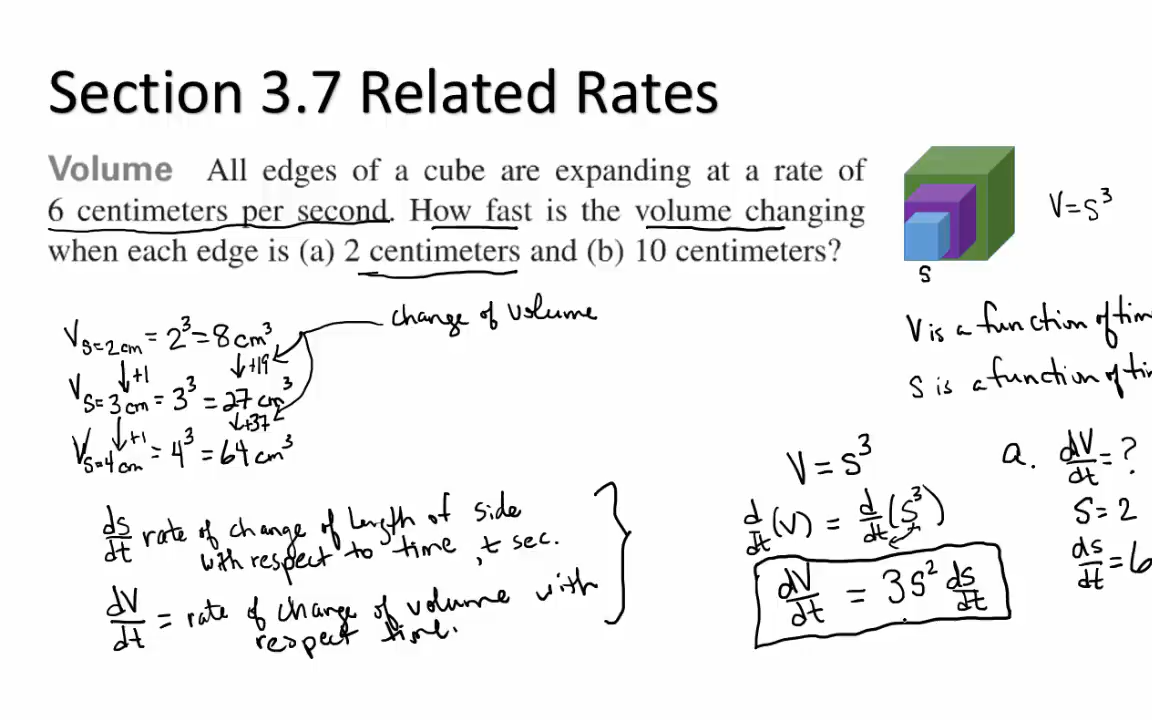 Section 3.7 Related Rates
Volume All edges of a cube are expanding at a rate of
6 centimeters per second. How fast is the volume changing
when each edge is (a) 2 centimeters and (b) 10 centimeters?
V=s³
s
change of volume
V s=2cm = 2³ = 8 cm³
↓+1 ↓+19
V s=3cm = 3³ = 27 cm³
↓+1 ↓+37
V s=4cm = 4³ = 64 cm³
V is a function of tim
s is a function of ti
ds/dt rate of change of length of side
with respect to time, t sec.
dV/dt = rate of change of volume with
respect time.
V = s³
d/dt (V) = d/dt (s³)
dV/dt = 3s² ds/dt
a. dV/dt = ?
s = 2
ds/dt = 6